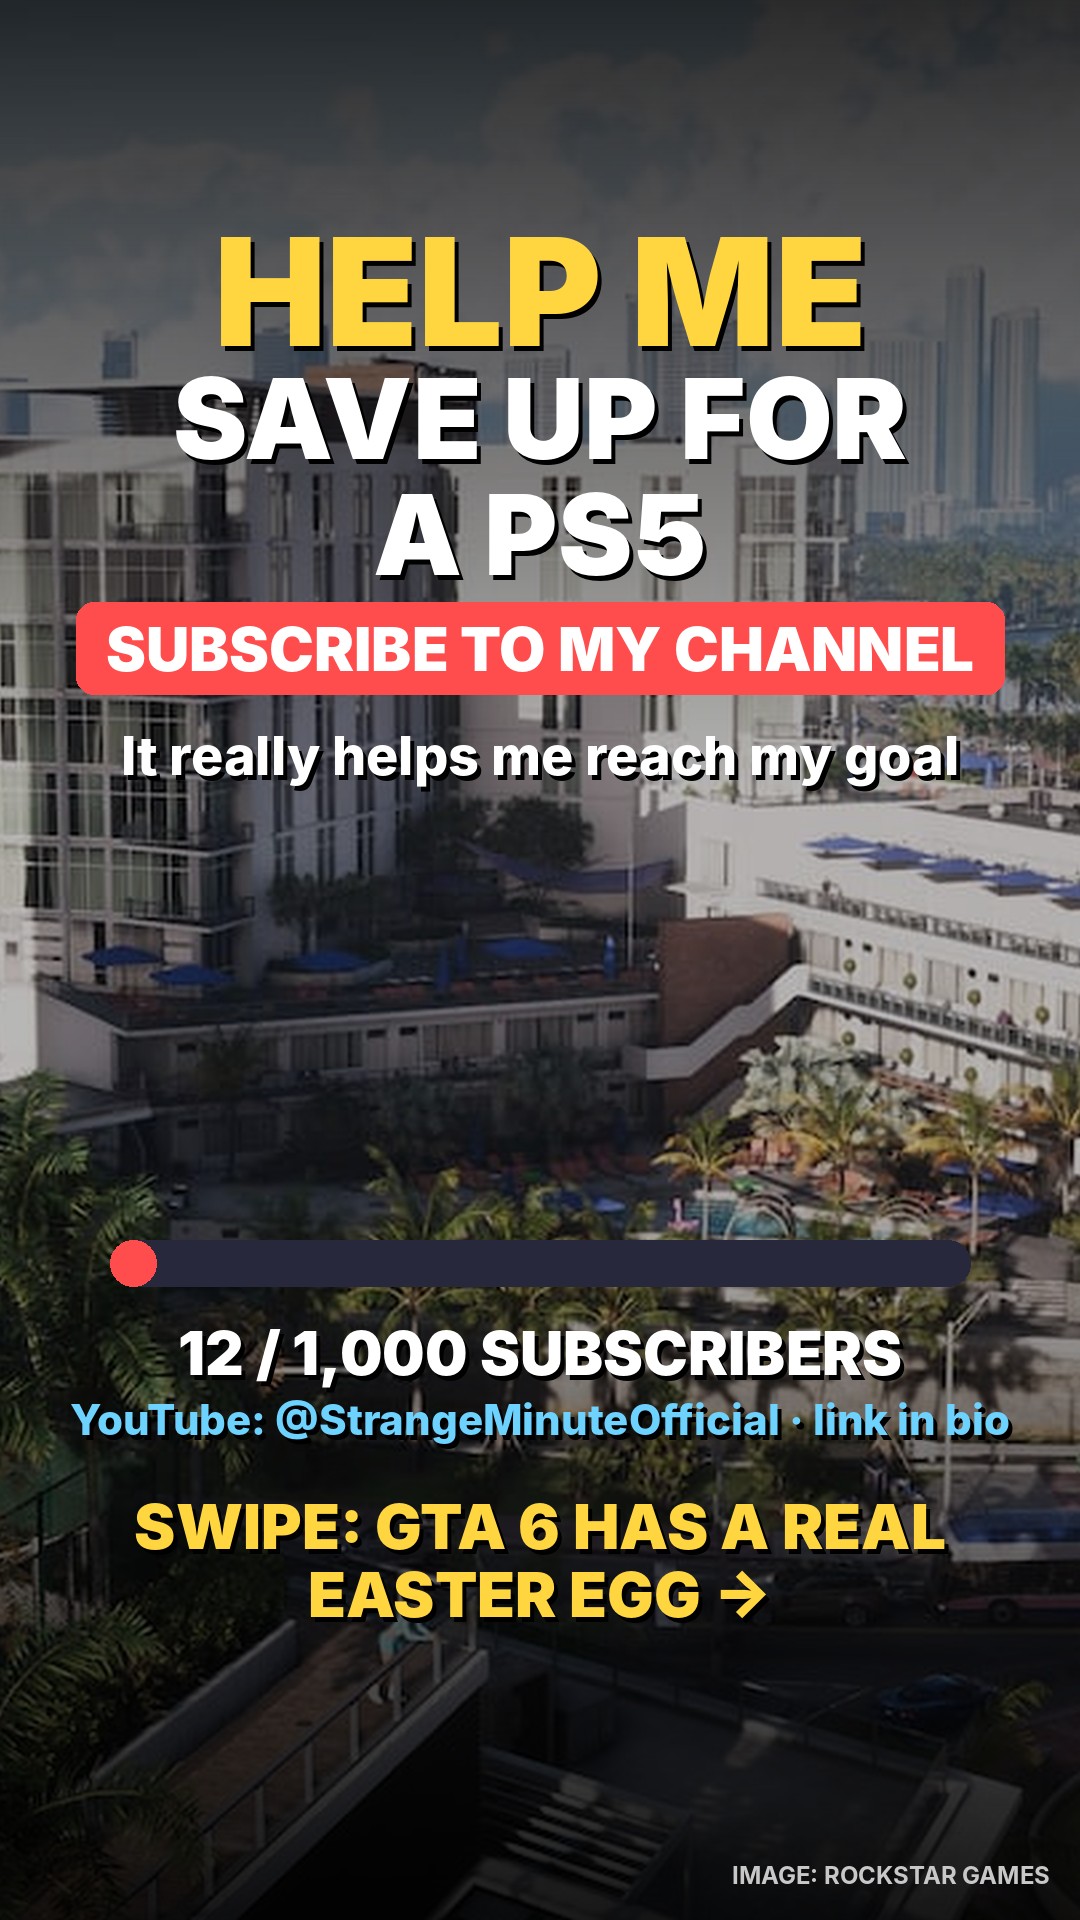 HELP ME
SAVE UP FOR
A PS5
SUBSCRIBE TO MY CHANNEL
It really helps me reach my goal
12 / 1,000 SUBSCRIBERS
YouTube: @StrangeMinuteOfficial · link in bio
SWIPE: GTA 6 HAS A REAL
EASTER EGG →
IMAGE: ROCKSTAR GAMES